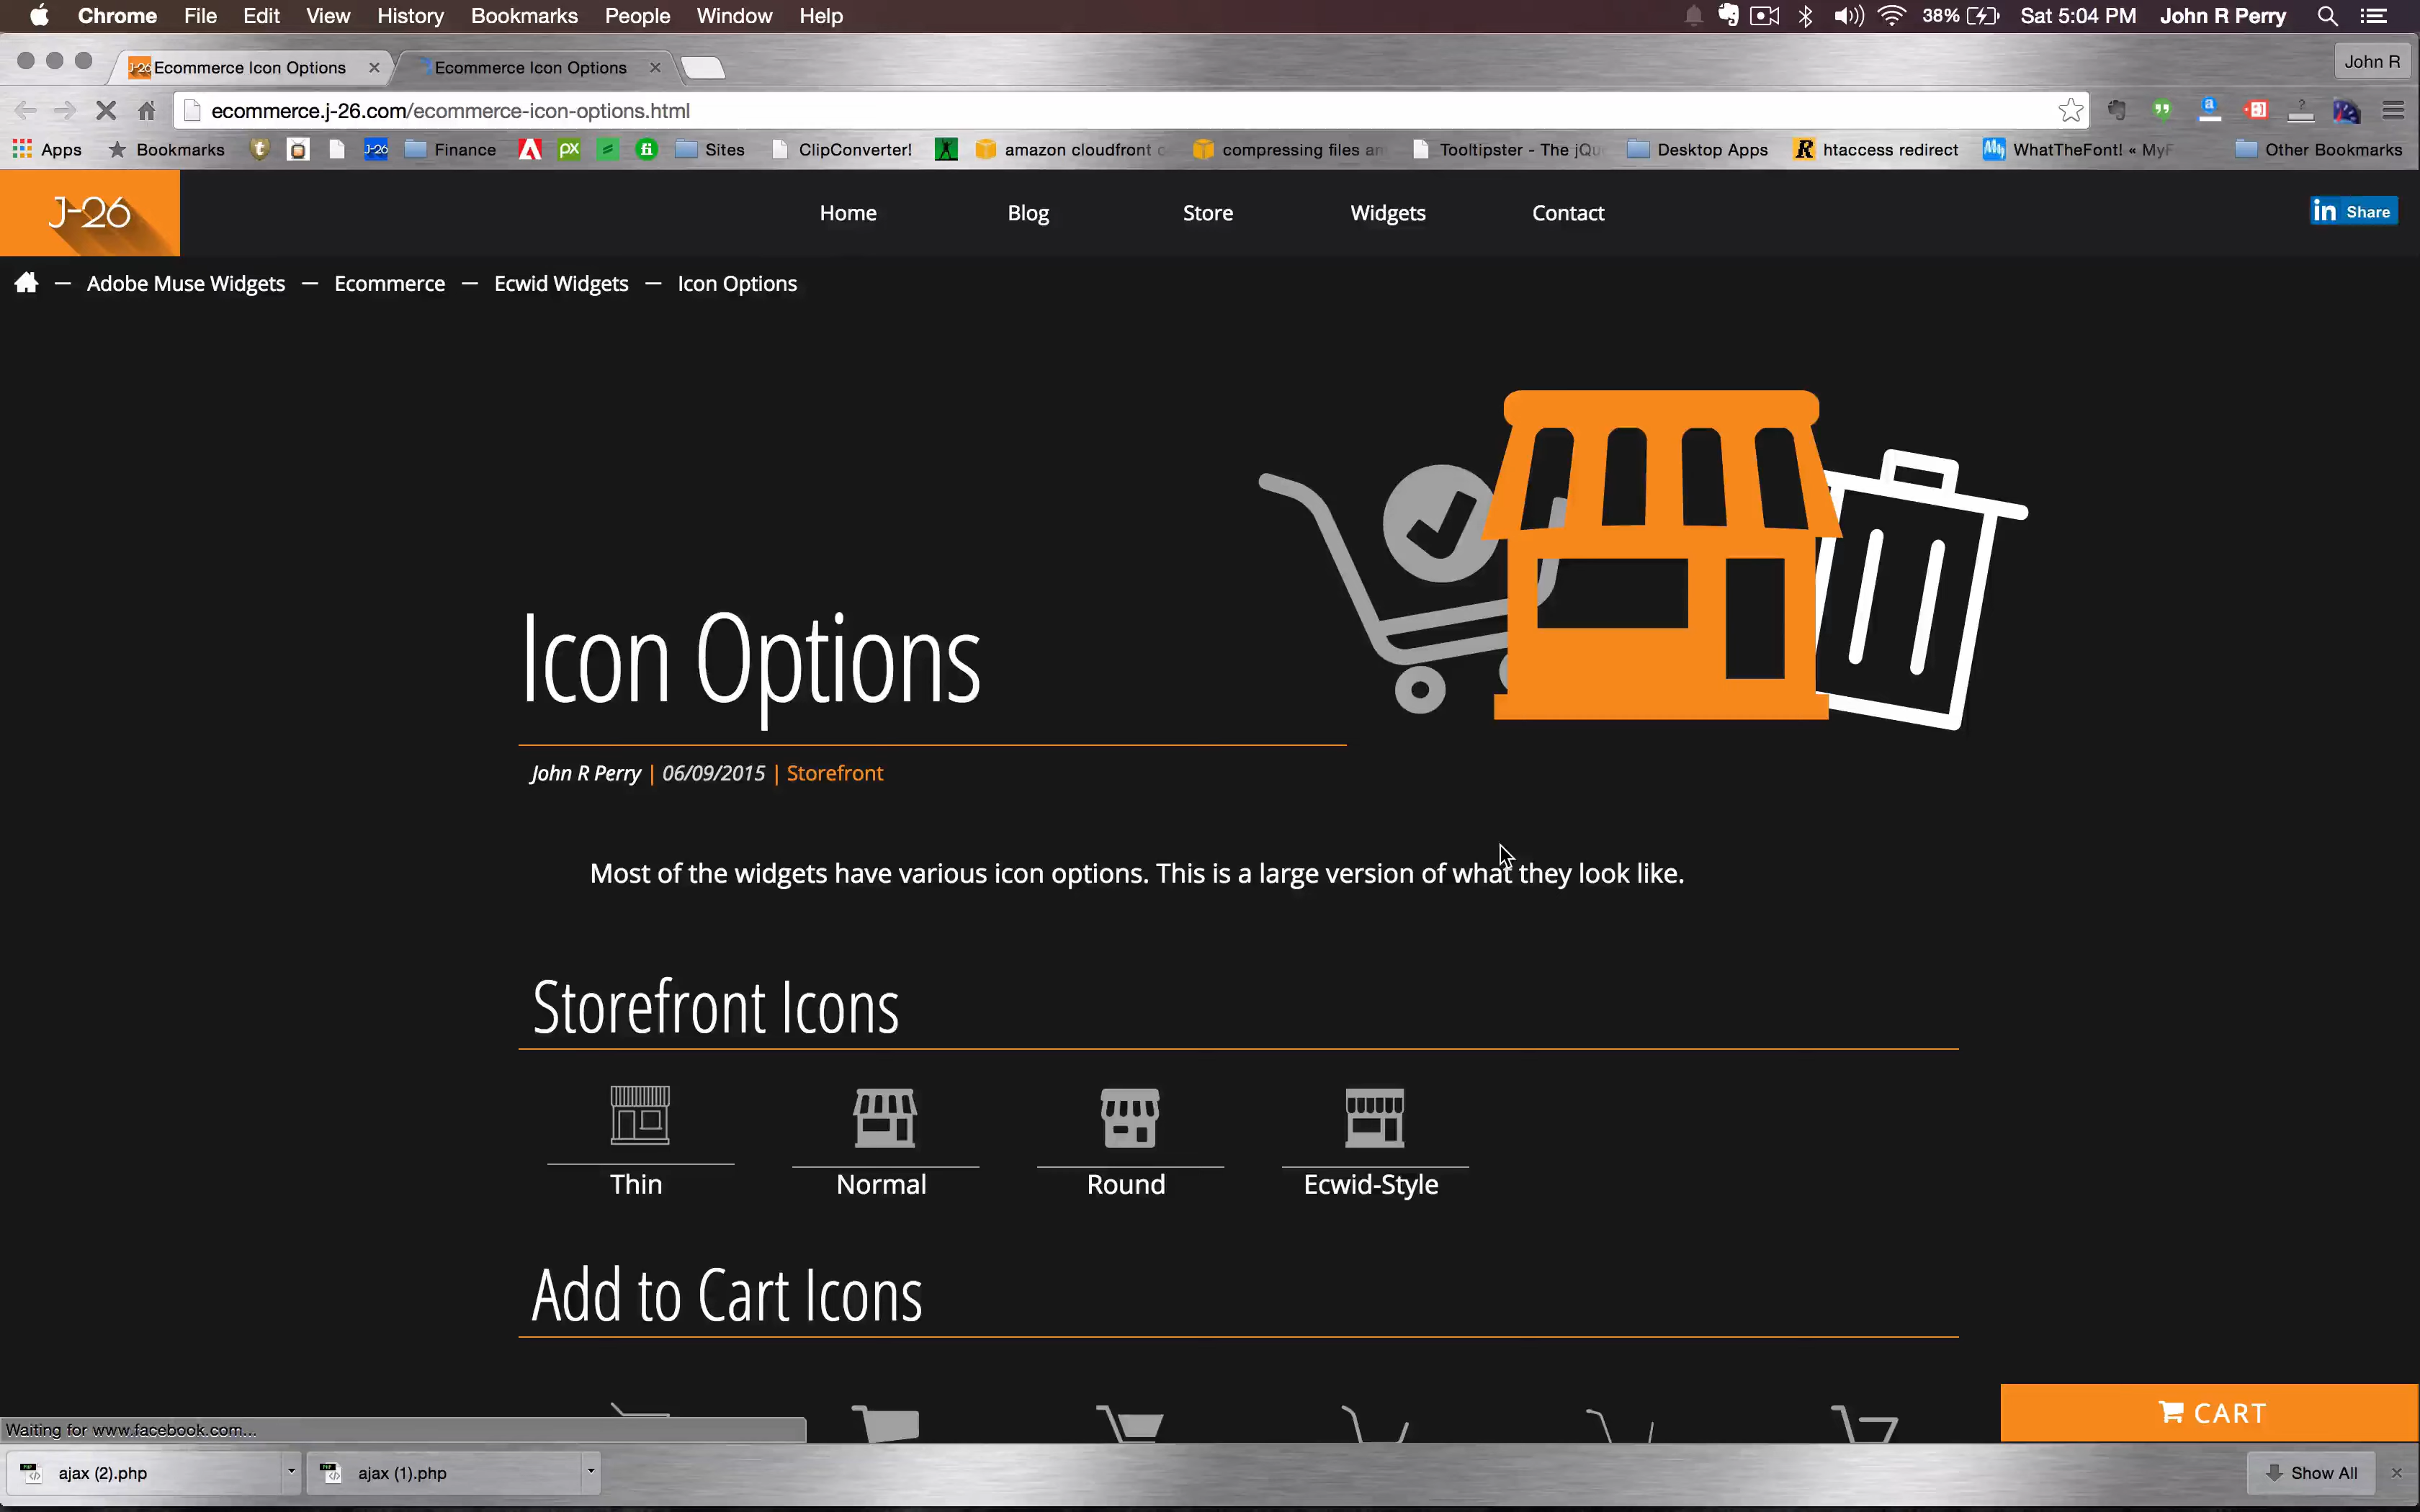 Chrome File Edit View History Bookmarks People Window Help 38% Sat 5:04 PM John R Perry
J-26 Ecommerce Icon Options Ecommerce Icon Options John R
ecommerce.j-26.com/ecommerce-icon-options.html
Apps Bookmarks J-26 Finance PX Sites ClipConverter! amazon cloudfront compressing files Tooltipster - The Desktop Apps R htaccess redirect My WhatTheFont! « MyF Other Bookmarks
J-26 Home Blog Store Widgets Contact in Share
— Adobe Muse Widgets — Ecommerce — Ecwid Widgets — Icon Options
Icon Options
John R Perry | 06/09/2015 | Storefront
Most of the widgets have various icon options. This is a large version of what they look like.
Storefront Icons
Thin Normal Round Ecwid-Style
Add to Cart Icons
CART
Waiting for www.facebook.com...
ajax (2).php ajax (1).php Show All